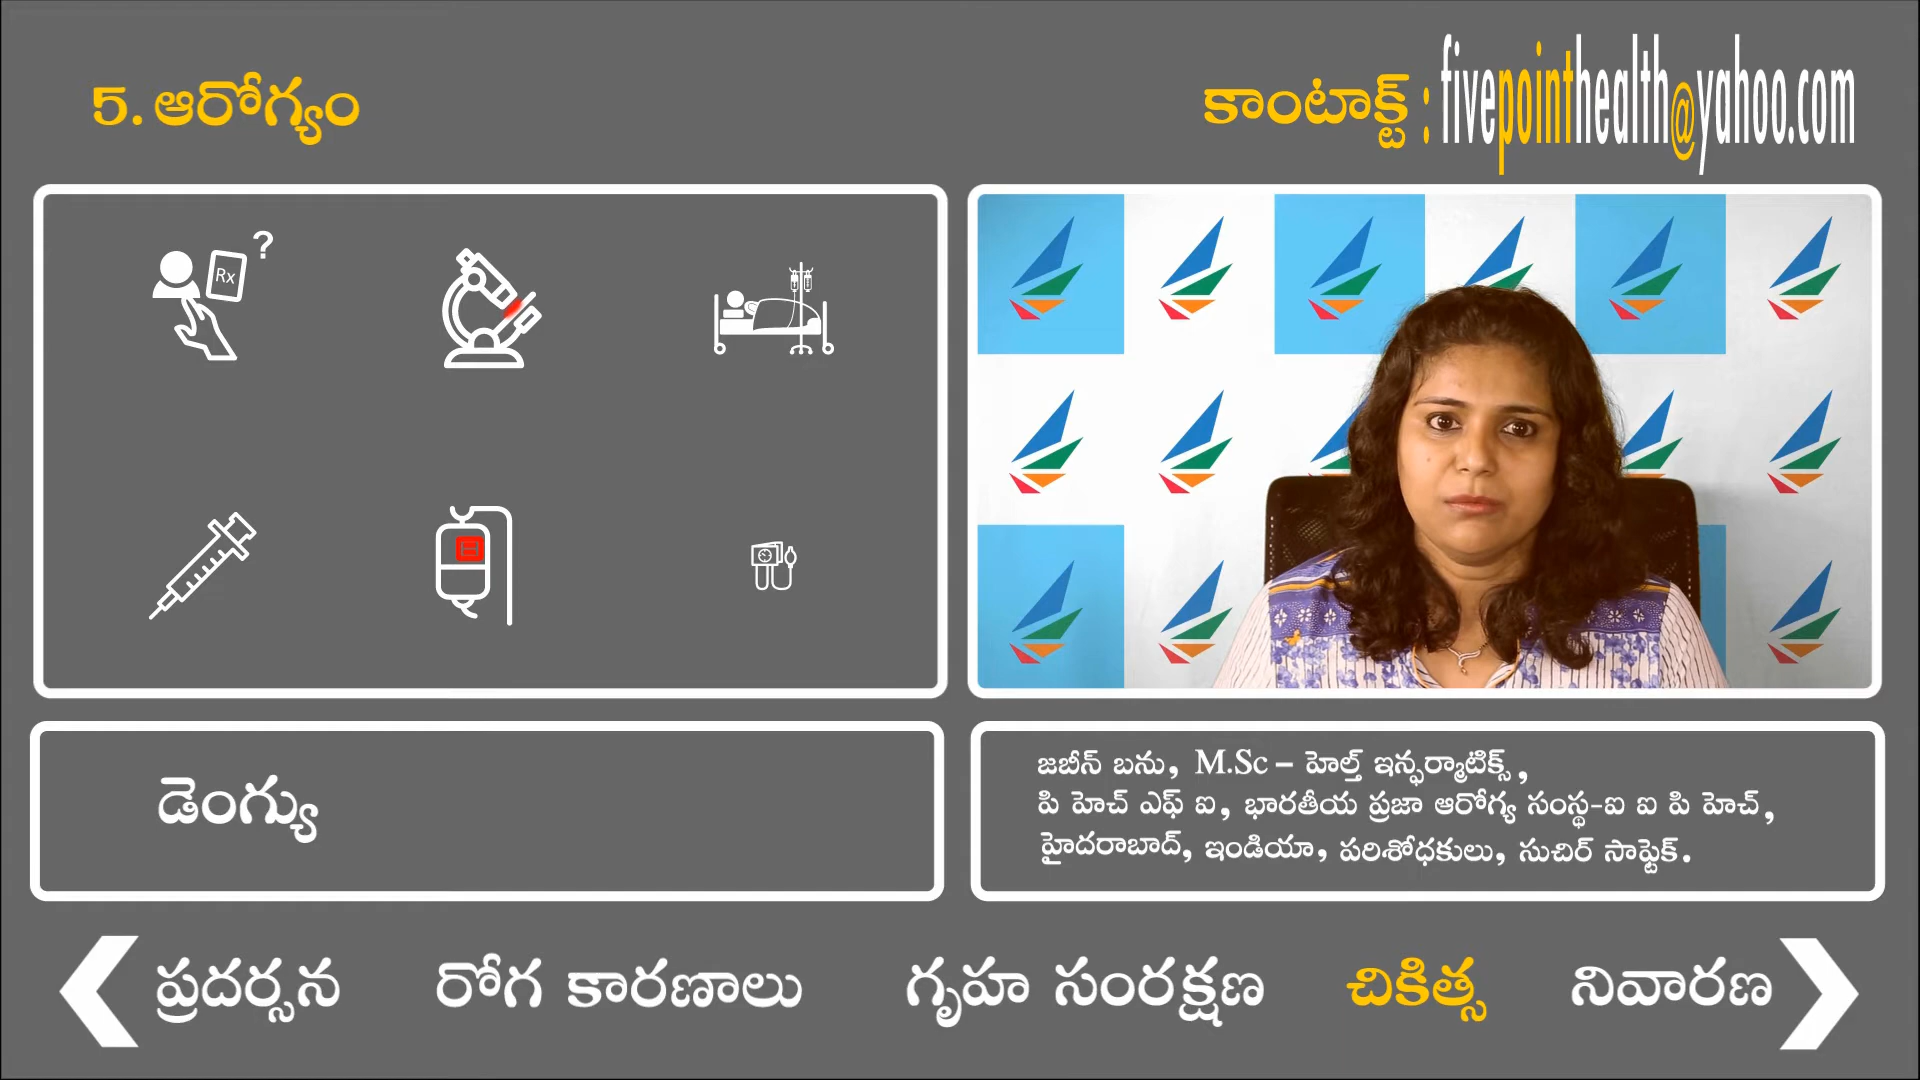 5. ఆరోగ్యం
కాంటాక్ట్ : fivepointhealth@yahoo.com
Rx
?
డెంగ్యు
జబీన్ బను, M.Sc – హెల్త్ ఇన్ఫర్మాటిక్స్,
పి హెచ్ ఎఫ్ ఐ, భారతీయ ప్రజా ఆరోగ్య సంస్థ-ఐ ఐ పి హెచ్,
హైదరాబాద్, ఇండియా, పరిశోధకులు, సుచిర్ సాఫ్టెక్.
ప్రదర్సన రోగ కారణాలు గృహ సంరక్షణ చికిత్స నివారణ